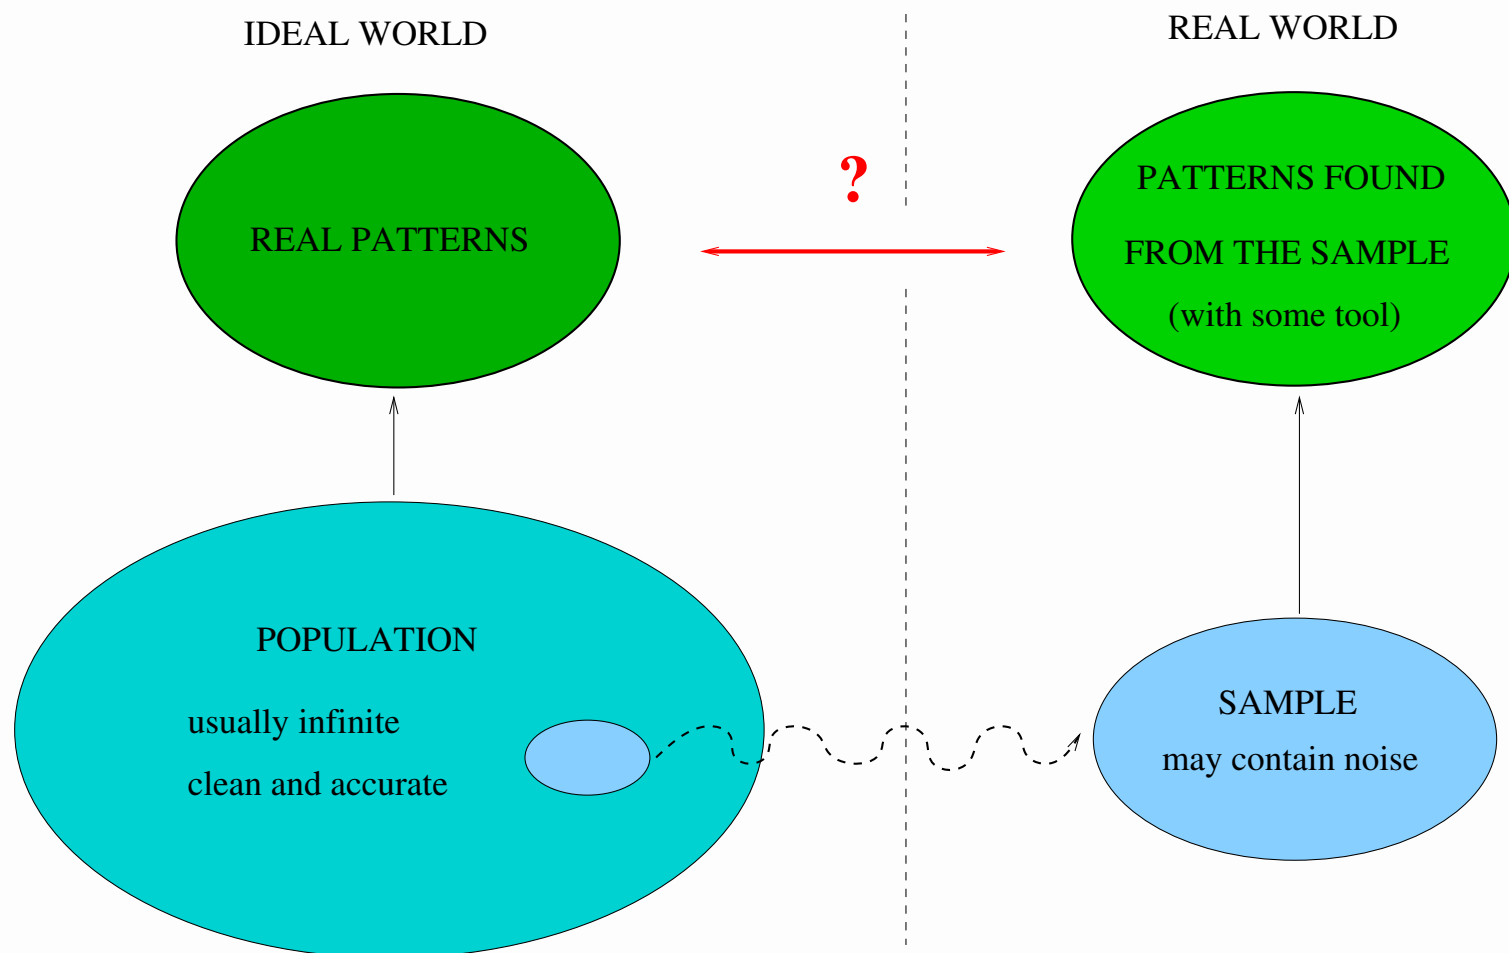 IDEAL WORLD
REAL WORLD
?
REAL PATTERNS
PATTERNS FOUND
FROM THE SAMPLE
(with some tool)
POPULATION
usually infinite
clean and accurate
SAMPLE
may contain noise